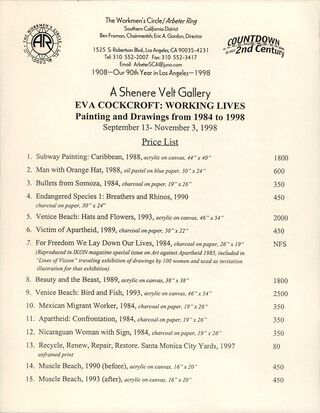 The Workmen's Circle/Arbeter Ring
Southern California District
Ben Froman, Chairman; Eric A. Gordon, Director
1525 S. Robertson Blvd, Los Angeles, CA 90035-4231
Tel: 310 552-2007 Fax: 310 552-3417
Email: ArbeterSCA@juno.com
1908—Our 90th Year in Los Angeles—1998
THE WORKMEN'S CIRCLE
AR
COUNTDOWN
to our
2nd Century
A Shenere Velt Gallery
EVA COCKCROFT: WORKING LIVES
Painting and Drawings from 1984 to 1998
September 13- November 3, 1998
Price List
1. Subway Painting: Caribbean, 1988, acrylic on canvas, 44" x 40" 1800
2. Man with Orange Hat, 1988, oil pastel on blue paper, 30" x 24" 600
3. Bullets from Somoza, 1984, charcoal on paper, 19" x 26" 350
4. Endangered Species 1: Breathers and Rhinos, 1990 450
charcoal on paper, 30" x 24"
5. Venice Beach: Hats and Flowers, 1993, acrylic on canvas, 46" x 54" 2000
6. Victim of Apartheid, 1989, charcoal on paper, 30" x 22" 450
7. For Freedom We Lay Down Our Lives, 1984, charcoal on paper, 26" x 19" NFS
(Reproduced in IKON magazine special issue on Art against Apartheid 1985, included in
"Lines of Vision" traveling exhibition of drawings by 100 women and used as invitation
illustration for that exhibition)
8. Beauty and the Beast, 1989, acrylic on canvas, 38" x 38" 1800
9. Venice Beach: Bird and Fish, 1993, acrylic on canvas, 46" x 54" 2500
10. Mexican Migrant Worker, 1984, charcoal on paper, 19" x 26" 350
11. Apartheid: Confrontation, 1984, charcoal on paper, 19" x 26" 350
12. Nicaraguan Woman with Sign, 1984, charcoal on paper, 19" x 26" 450
13. Recycle, Renew, Repair, Restore. Santa Monica City Yards, 1997 80
unframed print
14. Muscle Beach, 1990 (before), acrylic on canvas, 16" x 20" 450
15. Muscle Beach, 1993 (after), acrylic on canvas, 16" x 20" 450